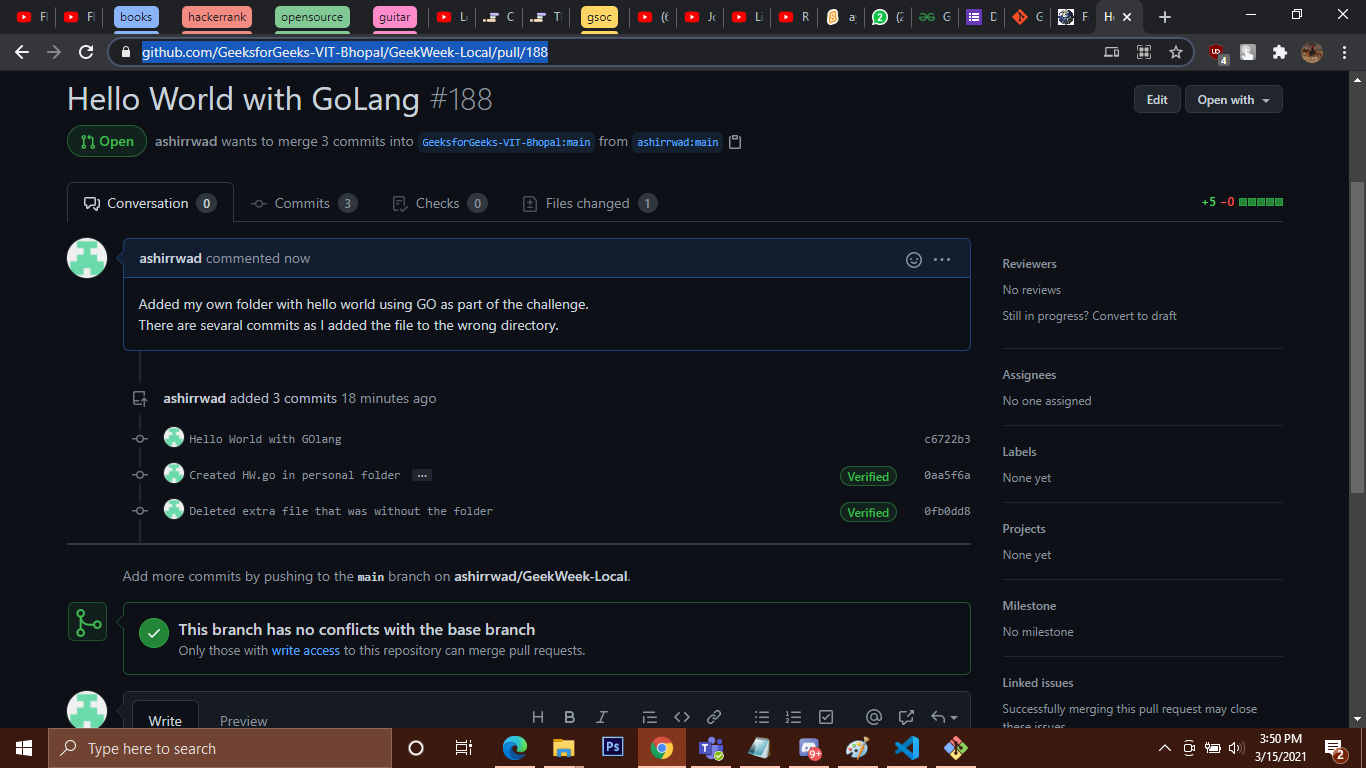 Fl
Fl
books
hackerrank
opensource
guitar
Le
C
Tl
gsoc
(6
Jo
Li
R
ay
(2
G
D
G
F
He
github.com/GeeksforGeeks-VIT-Bhopal/GeekWeek-Local/pull/188
4
Hello World with GoLang #188
Edit
Open with
Open
ashirrwad wants to merge 3 commits into GeeksforGeeks-VIT-Bhopal:main from ashirrwad:main
Conversation 0
Commits 3
Checks 0
Files changed 1
+5 −0
ashirrwad commented now
Added my own folder with hello world using GO as part of the challenge.
There are sevaral commits as I added the file to the wrong directory.
ashirrwad added 3 commits 18 minutes ago
Hello World with GOlang c6722b3
Created HW.go in personal folder ... Verified 0aa5f6a
Deleted extra file that was without the folder Verified 0fb0dd8
Add more commits by pushing to the main branch on ashirrwad/GeekWeek-Local.
This branch has no conflicts with the base branch
Only those with write access to this repository can merge pull requests.
Write
Preview
H B I
Reviewers
No reviews
Still in progress? Convert to draft
Assignees
No one assigned
Labels
None yet
Projects
None yet
Milestone
No milestone
Linked issues
Successfully merging this pull request may close
these issues.
Type here to search
Ps
9+
3:50 PM
3/15/2021
2